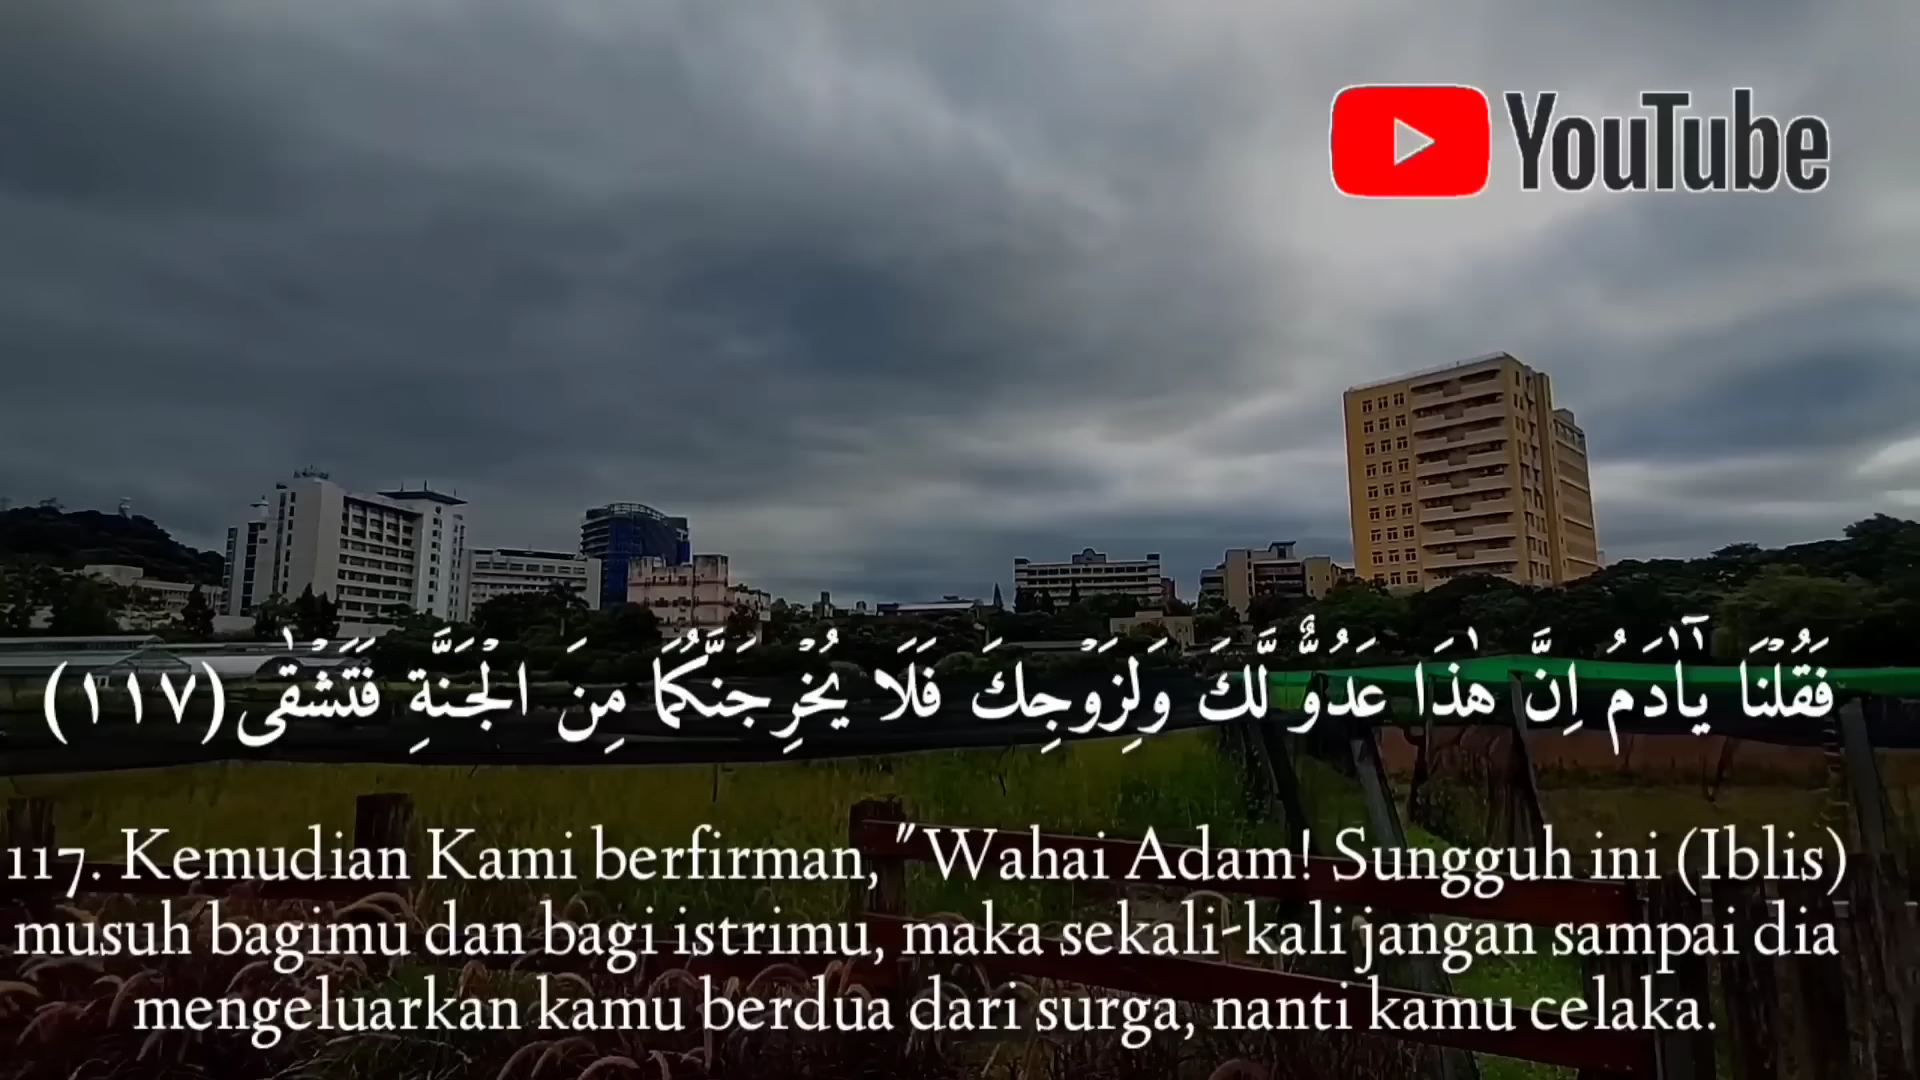 YouTube
فَقُلْنَا يٰٓاٰدَمُ اِنَّ هٰذَا عَدُوٌّ لَّكَ وَلِزَوْجِكَ فَلَا يُخْرِجَنَّكُمَا مِنَ الْجَنَّةِ فَتَشْقٰى (١١٧)
117. Kemudian Kami berfirman, "Wahai Adam! Sungguh ini (Iblis)
musuh bagimu dan bagi istrimu, maka sekali-kali jangan sampai dia
mengeluarkan kamu berdua dari surga, nanti kamu celaka.